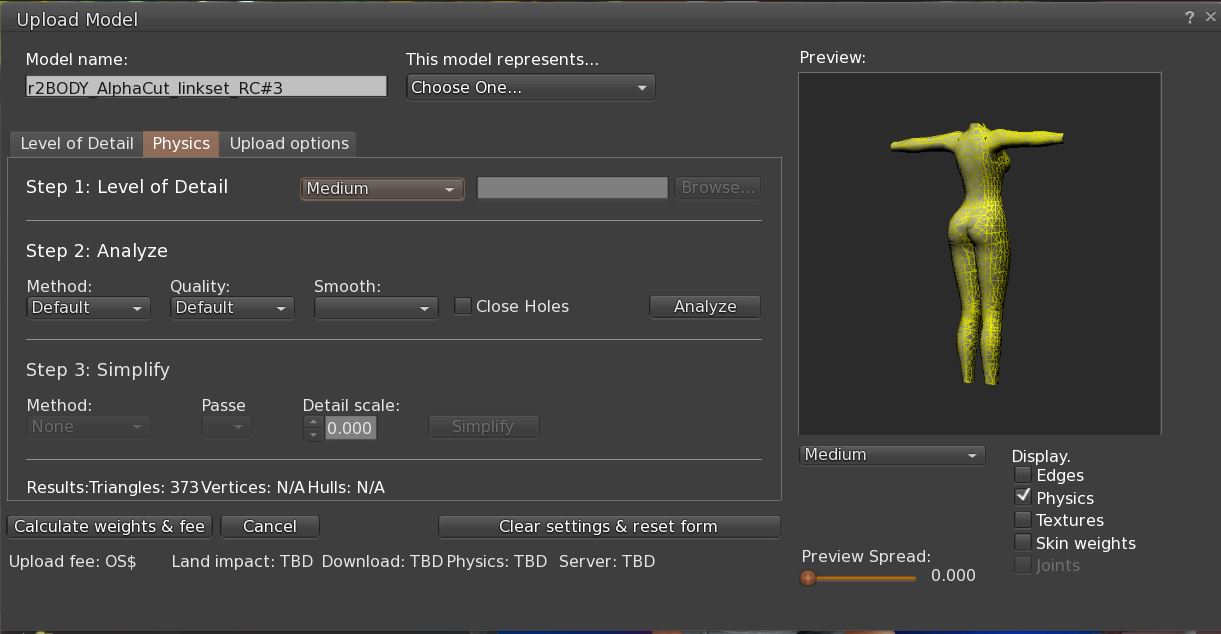 Upload Model ? ×
Model name: This model represents... Preview:
r2BODY_AlphaCut_linkset_RC#3 Choose One...
Level of Detail Physics Upload options
Step 1: Level of Detail Medium Browse...
Step 2: Analyze
Method: Quality: Smooth:
Default Default Close Holes Analyze
Step 3: Simplify
Method: Passe Detail scale:
None 0.000 Simplify
Medium Display.
Edges
Results:Triangles: 373 Vertices: N/A Hulls: N/A Physics
Calculate weights & fee Cancel Clear settings & reset form Textures
Skin weights
Upload fee: OS$ Land impact: TBD Download: TBD Physics: TBD Server: TBD Preview Spread: Joints
0.000